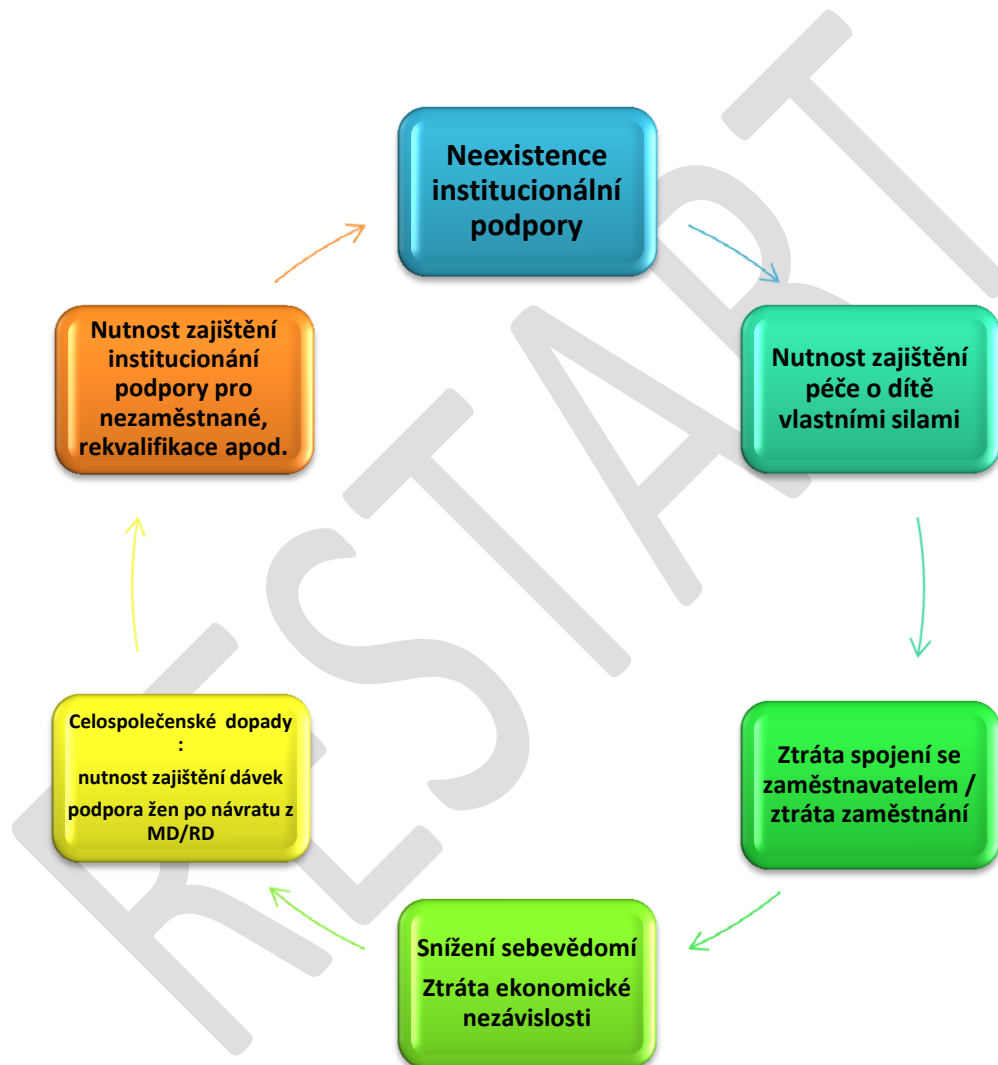 Neexistence
institucionální
podpory
Nutnost zajištění
péče o dítě
vlastními silami
Ztráta spojení se
zaměstnavatelem /
ztráta zaměstnání
Snížení sebevědomí
Ztráta ekonomické
nezávislosti
Celospolečenské dopady
:
nutnost zajištění dávek
podpora žen po návratu z
MD/RD
Nutnost zajištění
institucionání
podpory pro
nezaměstnané,
rekvalifikace apod.
RESTART